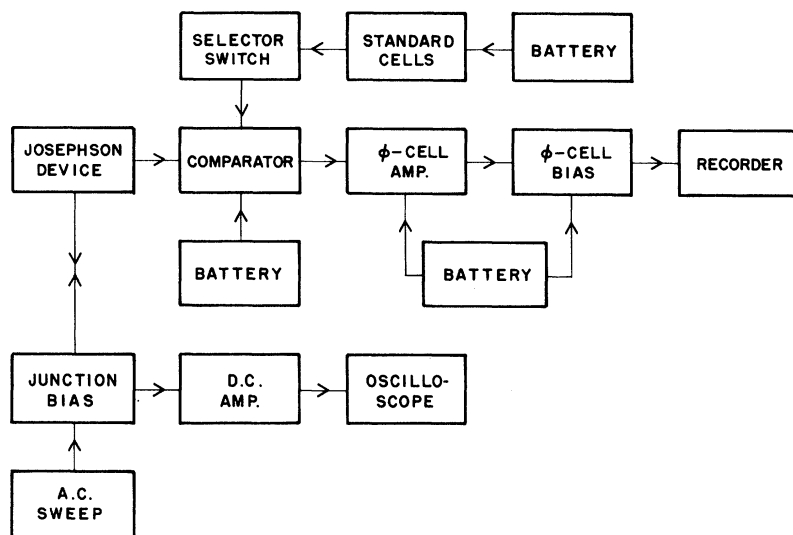 SELECTOR
SWITCH
STANDARD
CELLS
BATTERY
JOSEPHSON
DEVICE
COMPARATOR
ϕ-CELL
AMP.
ϕ-CELL
BIAS
RECORDER
BATTERY
BATTERY
JUNCTION
BIAS
D.C.
AMP.
OSCILLO-
SCOPE
A.C.
SWEEP